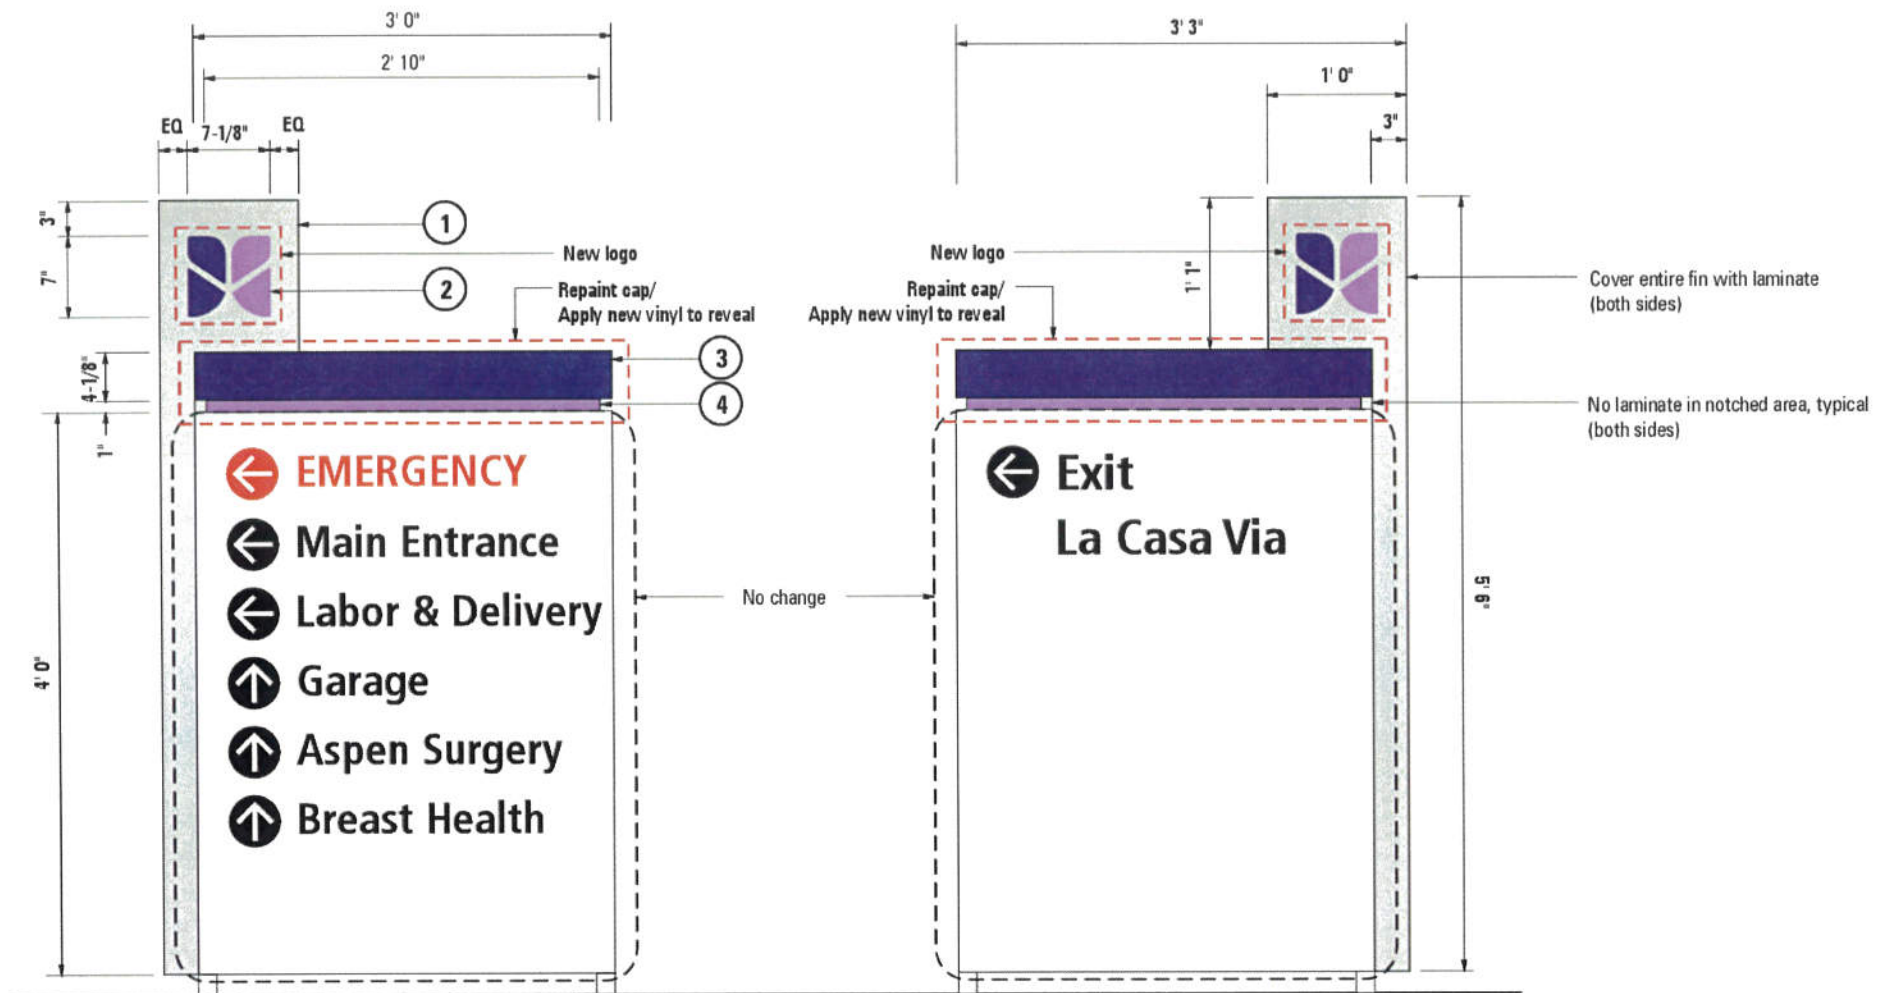 3' 0"
2' 10"
EQ 7-1/8" EQ
3"
7"
4-1/8"
1"
4' 0"
1
2
3
4
New logo
Repaint cap/
Apply new vinyl to reveal
EMERGENCY
Main Entrance
Labor & Delivery
Garage
Aspen Surgery
Breast Health
No change
3' 3"
1' 0"
3"
1' 1"
5' 6"
New logo
Repaint cap/
Apply new vinyl to reveal
Exit
La Casa Via
Cover entire fin with laminate
(both sides)
No laminate in notched area, typical
(both sides)